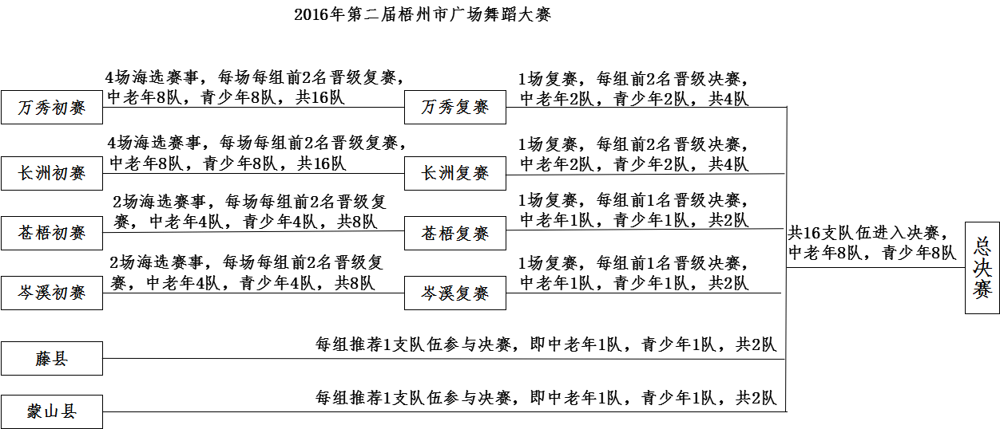 2016年第二届梧州市广场舞蹈大赛
4场海选赛事，每场每组前2名晋级复赛，
中老年8队，青少年8队，共16队
1场复赛，每组前2名晋级决赛，
中老年2队，青少年2队，共4队
万秀初赛
万秀复赛
4场海选赛事，每场每组前2名晋级复赛，
中老年8队，青少年8队，共16队
1场复赛，每组前2名晋级决赛，
中老年2队，青少年2队，共4队
长洲初赛
长洲复赛
2场海选赛事，每场每组前2名晋级复
赛，中老年4队，青少年4队，共8队
1场复赛，每组前1名晋级决赛，
中老年1队，青少年1队，共2队
苍梧初赛
苍梧复赛
共16支队伍进入决赛，
中老年8队，青少年8队
总决赛
2场海选赛事，每场每组前2名晋级复
赛，中老年4队，青少年4队，共8队
1场复赛，每组前1名晋级决赛，
中老年1队，青少年1队，共2队
岑溪初赛
岑溪复赛
每组推荐1支队伍参与决赛，即中老年1队，青少年1队，共2队
藤县
每组推荐1支队伍参与决赛，即中老年1队，青少年1队，共2队
蒙山县